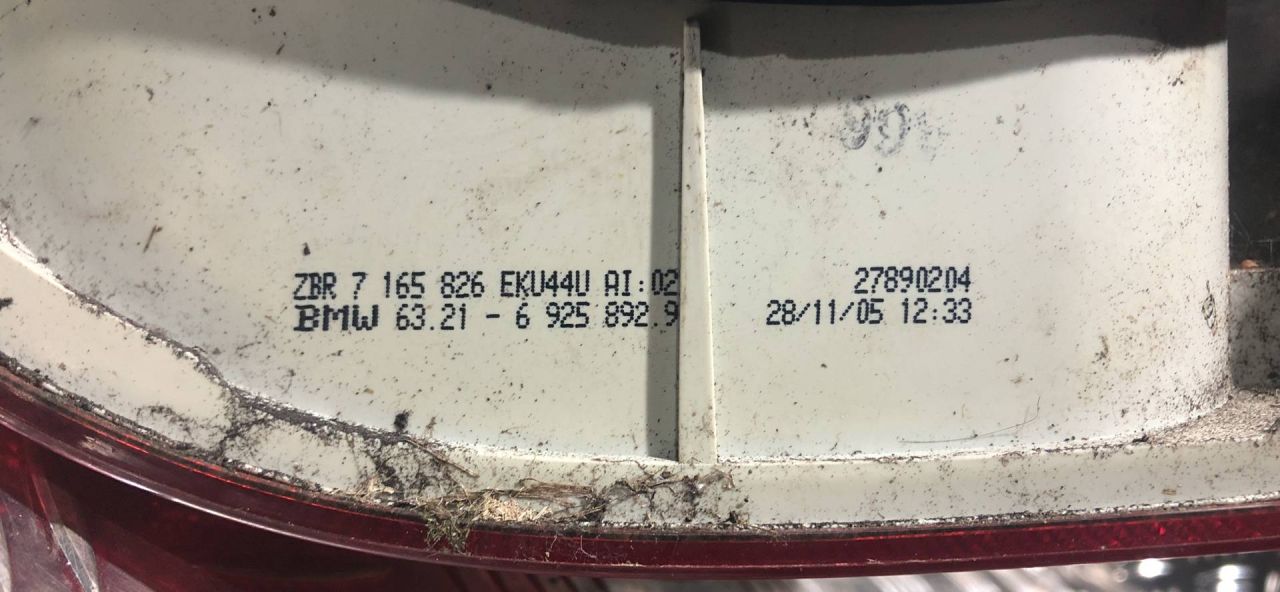 ZBR 7 165 826 EKU44U AI:02 27890204
BMW 63.21 - 6 925 892.9 28/11/05 12:33